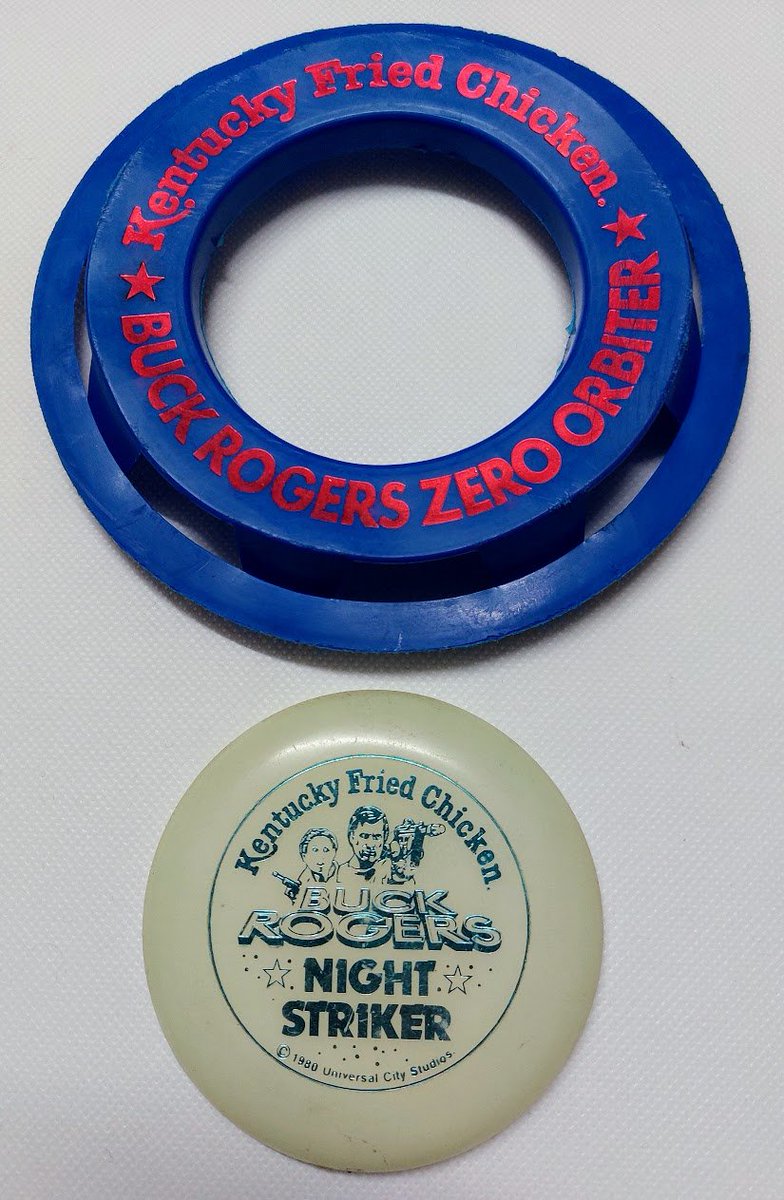 Kentucky Fried Chicken.
★ ★
BUCK ROGERS ZERO ORBITER
Kentucky Fried Chicken.
BUCK
ROGERS
☆ NIGHT ☆
STRIKER
© 1980 Universal City Studios